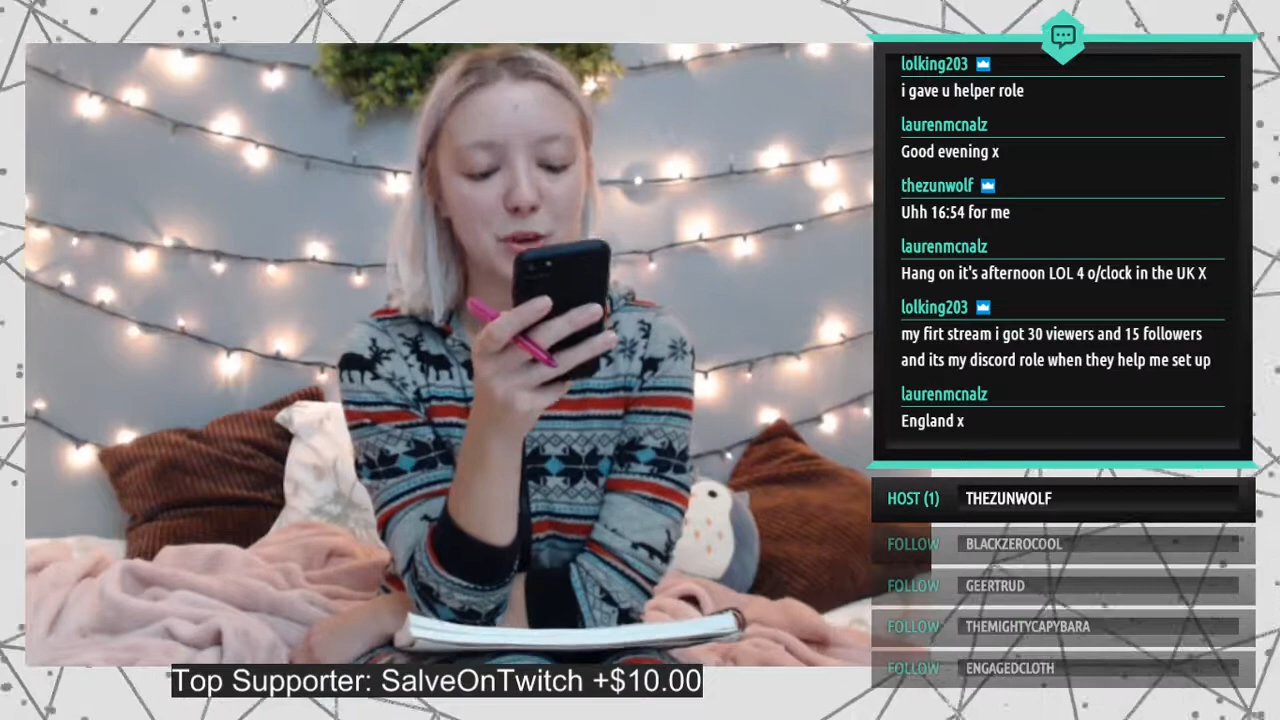 lolking203
i gave u helper role
laurenmcnalz
Good evening x
thezunwolf
Uhh 16:54 for me
laurenmcnalz
Hang on it's afternoon LOL 4 o/clock in the UK X
lolking203
my firt stream i got 30 viewers and 15 followers
and its my discord role when they help me set up
laurenmcnalz
England x
HOST (1) THEZUNWOLF
FOLLOW BLACKZEROCOOL
FOLLOW GEERTRUD
FOLLOW THEMIGHTYCAPYBARA
FOLLOW ENGAGEDCLOTH
Top Supporter: SalveOnTwitch +$10.00